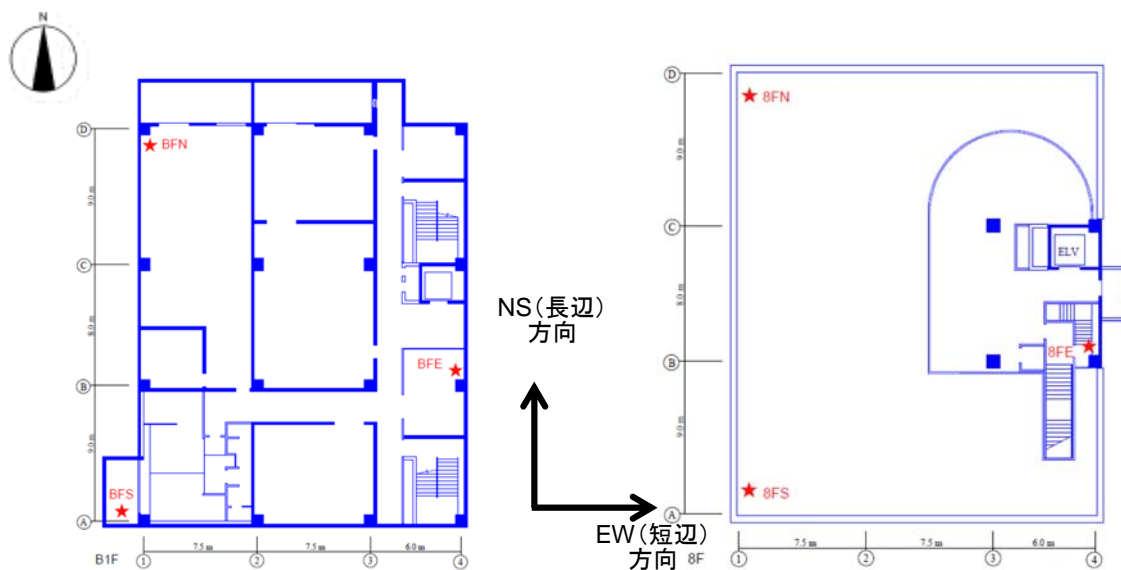 N
D
BFN
9.0 m
C
8.0 m
BFE
B
9.0 m
BFS
A
7.5 m
7.5 m
6.0 m
B1F
1
2
3
4
NS(長辺)
方向
EW(短辺)
方向
D
8FN
9.0 m
C
ELV
8.0 m
8FE
B
9.0 m
8FS
A
7.5 m
7.5 m
6.0 m
8F
1
2
3
4